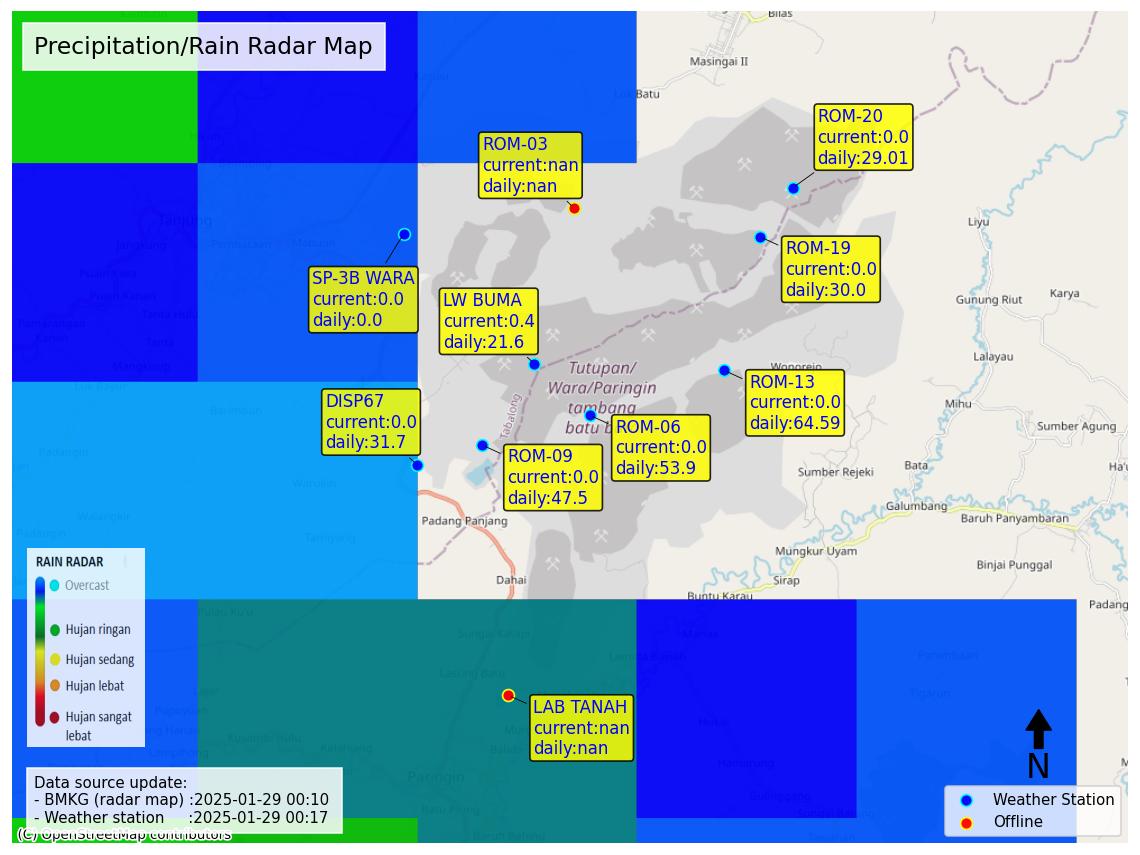 Precipitation/Rain Radar Map
Bilas
Masingai II
Lok Batu
ROM-20
current:0.0
daily:29.01
ROM-03
current:nan
daily:nan
Tanjung
Jangkung
Mabuun
Liyu
SP-3B WARA
current:0.0
daily:0.0
ROM-19
current:0.0
daily:30.0
LW BUMA
current:0.4
daily:21.6
Gunung Riut
Karya
Lalayau
Wonorejo
Tutupan/
Wara/Paringin
tambang
batu b
ROM-13
current:0.0
daily:64.59
DISP67
current:0.0
daily:31.7
Tabalong
Mihu
ROM-06
current:0.0
daily:53.9
Sumber Agung
ROM-09
current:0.0
daily:47.5
Sumber Rejeki
Bata
Ha'u
Galumbang
Padang Panjang
Baruh Panyambaran
Mungkur Uyam
Binjai Punggal
Dahai
Sirap
Buntu Karau
Padang
RAIN RADAR
Overcast
Hujan ringan
Hujan sedang
Hujan lebat
Hujan sangat
lebat
LAB TANAH
current:nan
daily:nan
Paringin
N
Data source update:
- BMKG (radar map) :2025-01-29 00:10
- Weather station :2025-01-29 00:17
Weather Station
Offline
(C) OpenStreetMap contributors